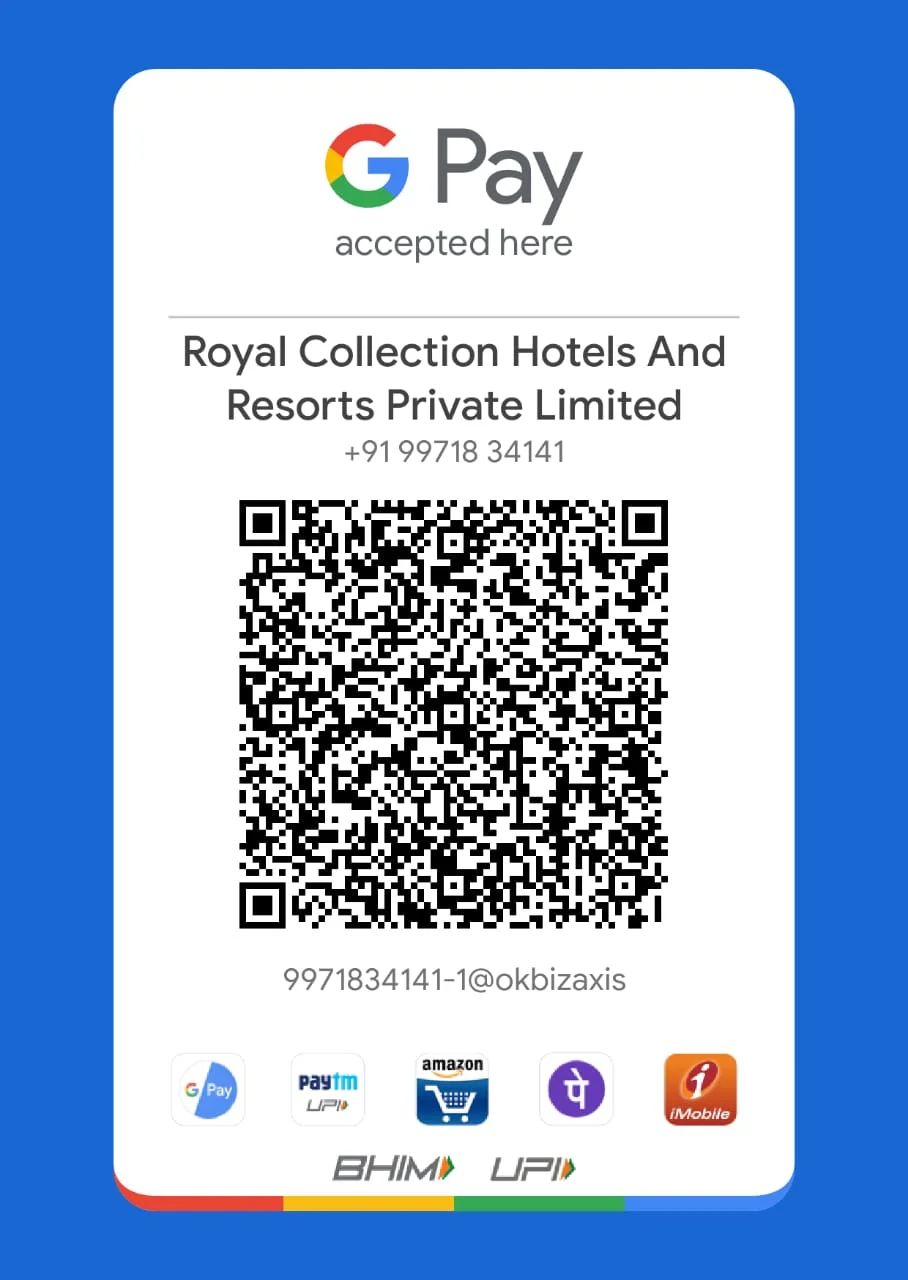 G Pay
accepted here
Royal Collection Hotels And
Resorts Private Limited
+91 99718 34141
9971834141-1@okbizaxis
G Pay
paytm
UPI
amazon
पे
i
iMobile
BHIM UPI